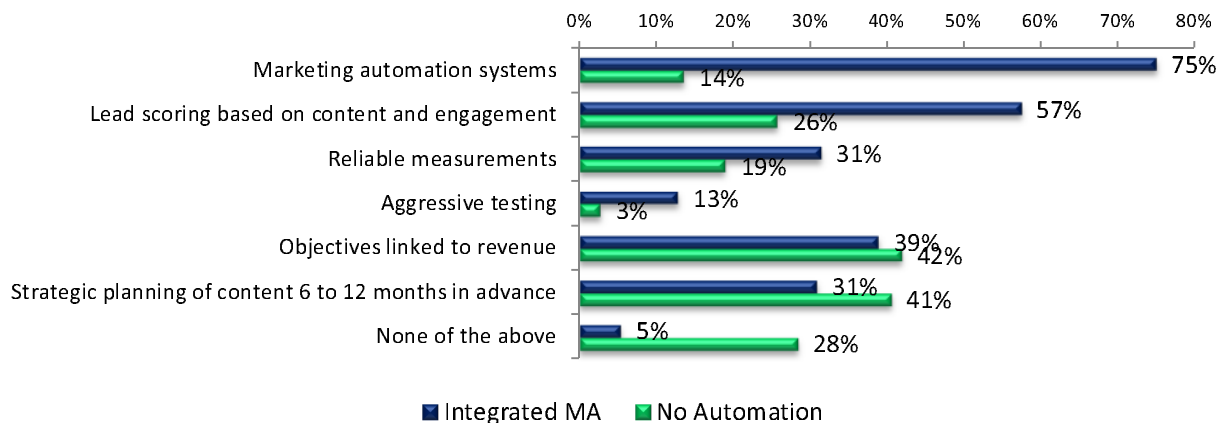 0% 10% 20% 30% 40% 50% 60% 70% 80%
Marketing automation systems 75%
14%
Lead scoring based on content and engagement 57%
26%
Reliable measurements 31%
19%
Aggressive testing 13%
3%
Objectives linked to revenue 39%
42%
Strategic planning of content 6 to 12 months in advance 31%
41%
None of the above 5%
28%
Integrated MA No Automation